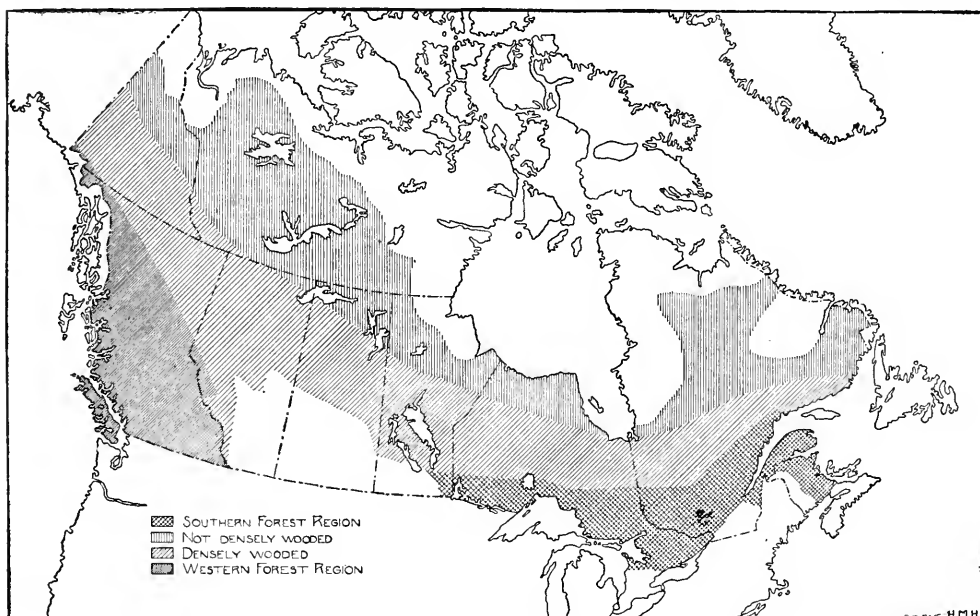 SOUTHERN FOREST REGION
NOT DENSELY WOODED
DENSELY WOODED
WESTERN FOREST REGION
H M H